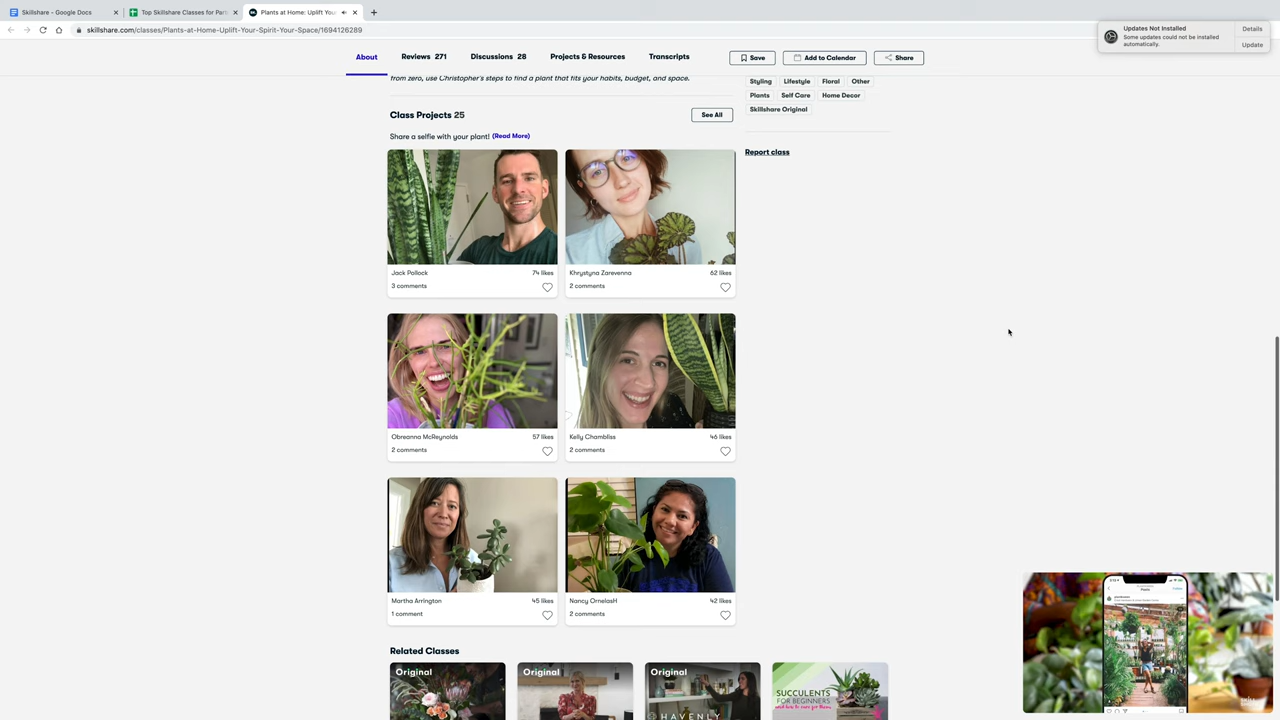 Skillshare - Google Docs
Top Skillshare Classes for Par
Plants at Home: Uplift You
skillshare.com/classes/Plants-at-Home-Uplift-Your-Spirit-Your-Space/1694126289
Updates Not Installed
Some updates could not be installed
automatically.
Details
Update
About
Reviews 271
Discussions 28
Projects & Resources
Transcripts
Save
Add to Calendar
Share
from zero, use Christopher's steps to find a plant that fits your habits, budget, and space.
Styling Lifestyle Floral Other
Plants Self Care Home Decor
Skillshare Original
Report class
Class Projects 25
See All
Share a selfie with your plant! (Read More)
Jack Pollock 74 likes
3 comments
Khrystyna Zarevenna 62 likes
2 comments
Obreanna McReynolds 57 likes
2 comments
Kelly Chambliss 46 likes
2 comments
Martha Arrington 45 likes
1 comment
Nancy OrnelasH 42 likes
2 comments
Related Classes
Original
Original
Original
HAVENLY
SUCCULENTS
FOR BEGINNERS
and how to care for them
Posts